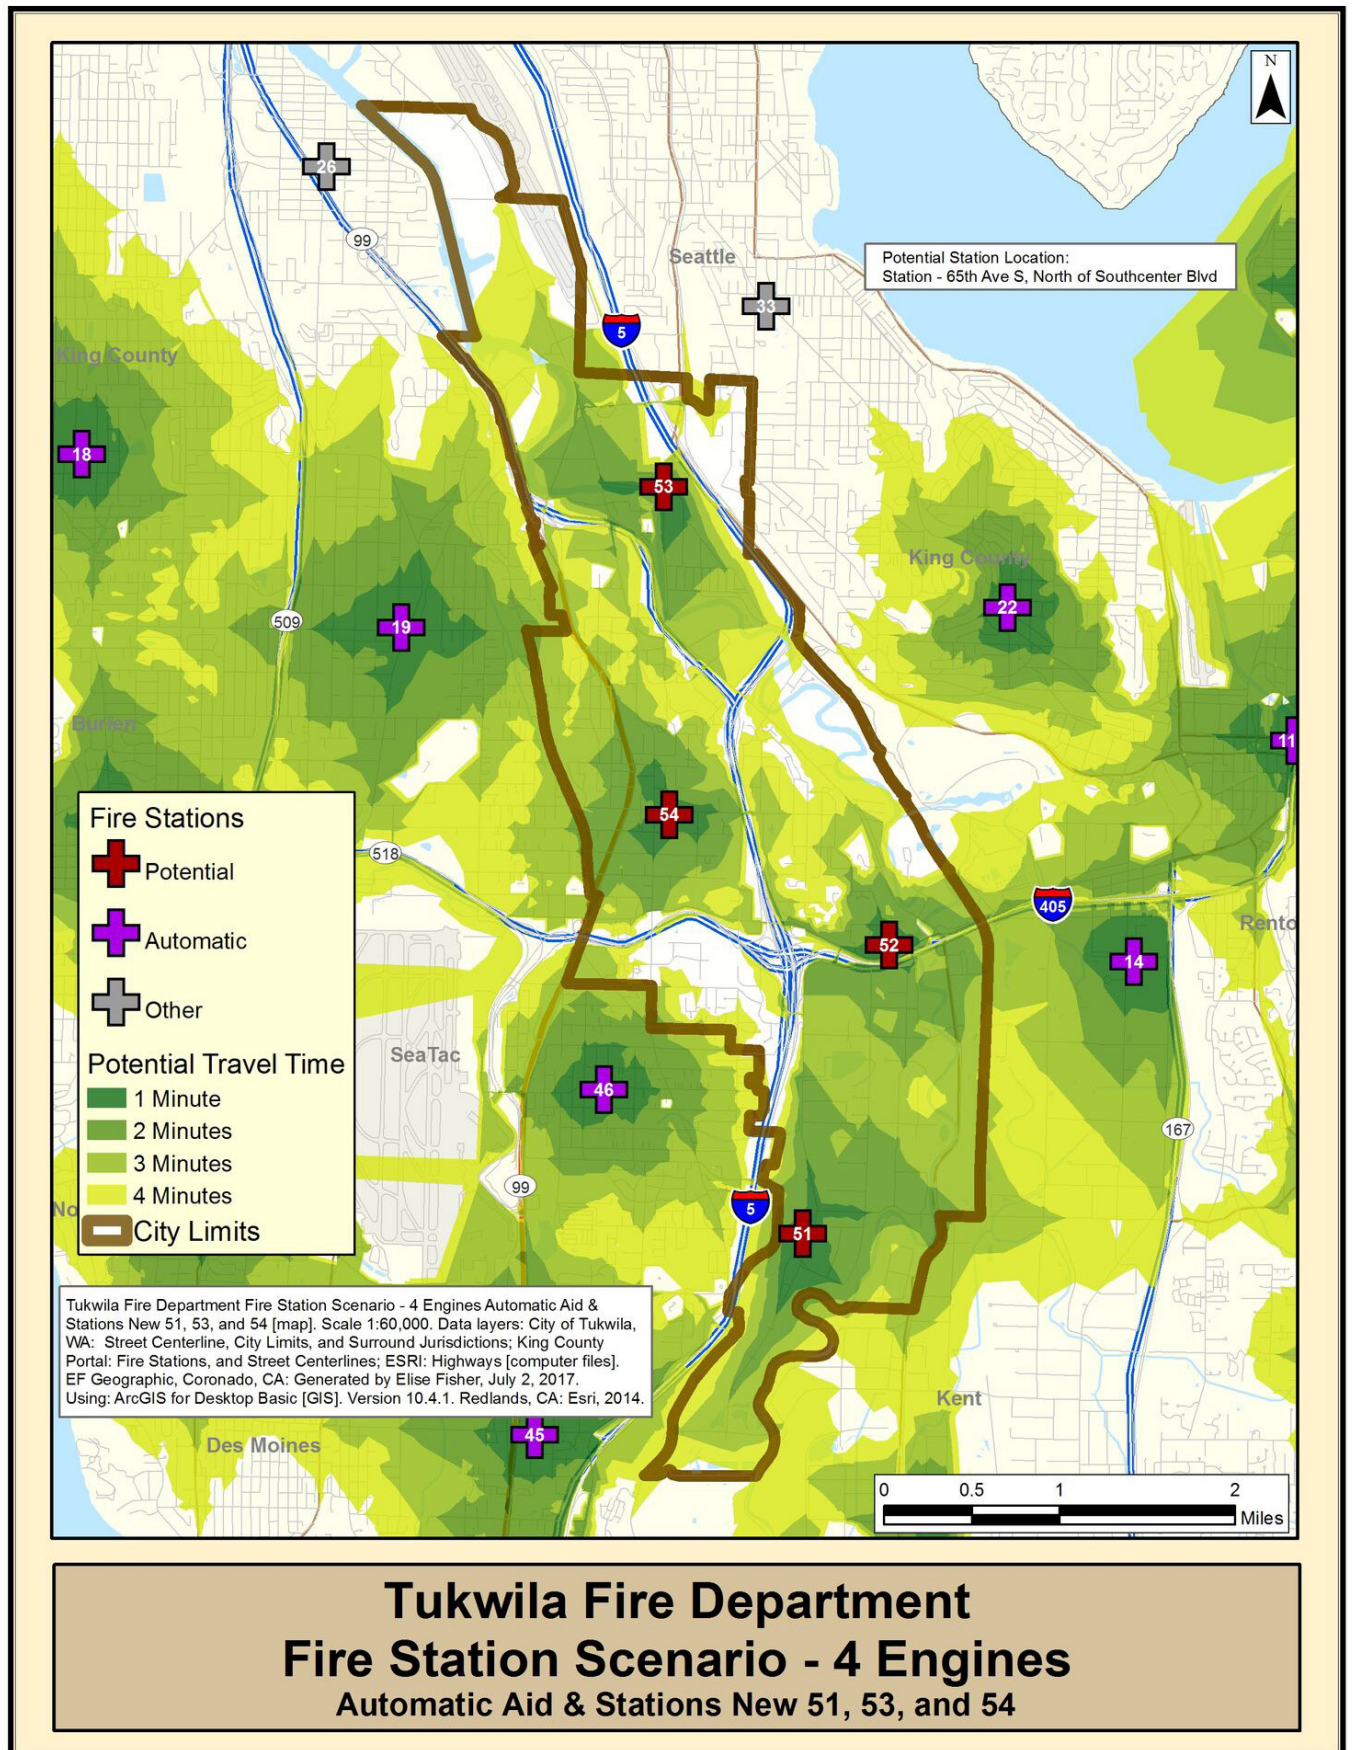 N
26
99
Seattle
Potential Station Location:
Station - 65th Ave S, North of Southcenter Blvd
33
5
King County
18
53
King County
22
19
509
Burien
11
54
Fire Stations
Potential
Automatic
Other
Potential Travel Time
1 Minute
2 Minutes
3 Minutes
4 Minutes
City Limits
518
405
Rento
52
14
SeaTac
46
167
99
No
5
51
Tukwila Fire Department Fire Station Scenario - 4 Engines Automatic Aid &
Stations New 51, 53, and 54 [map]. Scale 1:60,000. Data layers: City of Tukwila,
WA: Street Centerline, City Limits, and Surround Jurisdictions; King County
Portal: Fire Stations, and Street Centerlines; ESRI: Highways [computer files].
EF Geographic, Coronado, CA: Generated by Elise Fisher, July 2, 2017.
Using: ArcGIS for Desktop Basic [GIS]. Version 10.4.1. Redlands, CA: Esri, 2014.
Kent
45
Des Moines
0 0.5 1 2
Miles
Tukwila Fire Department
Fire Station Scenario - 4 Engines
Automatic Aid & Stations New 51, 53, and 54